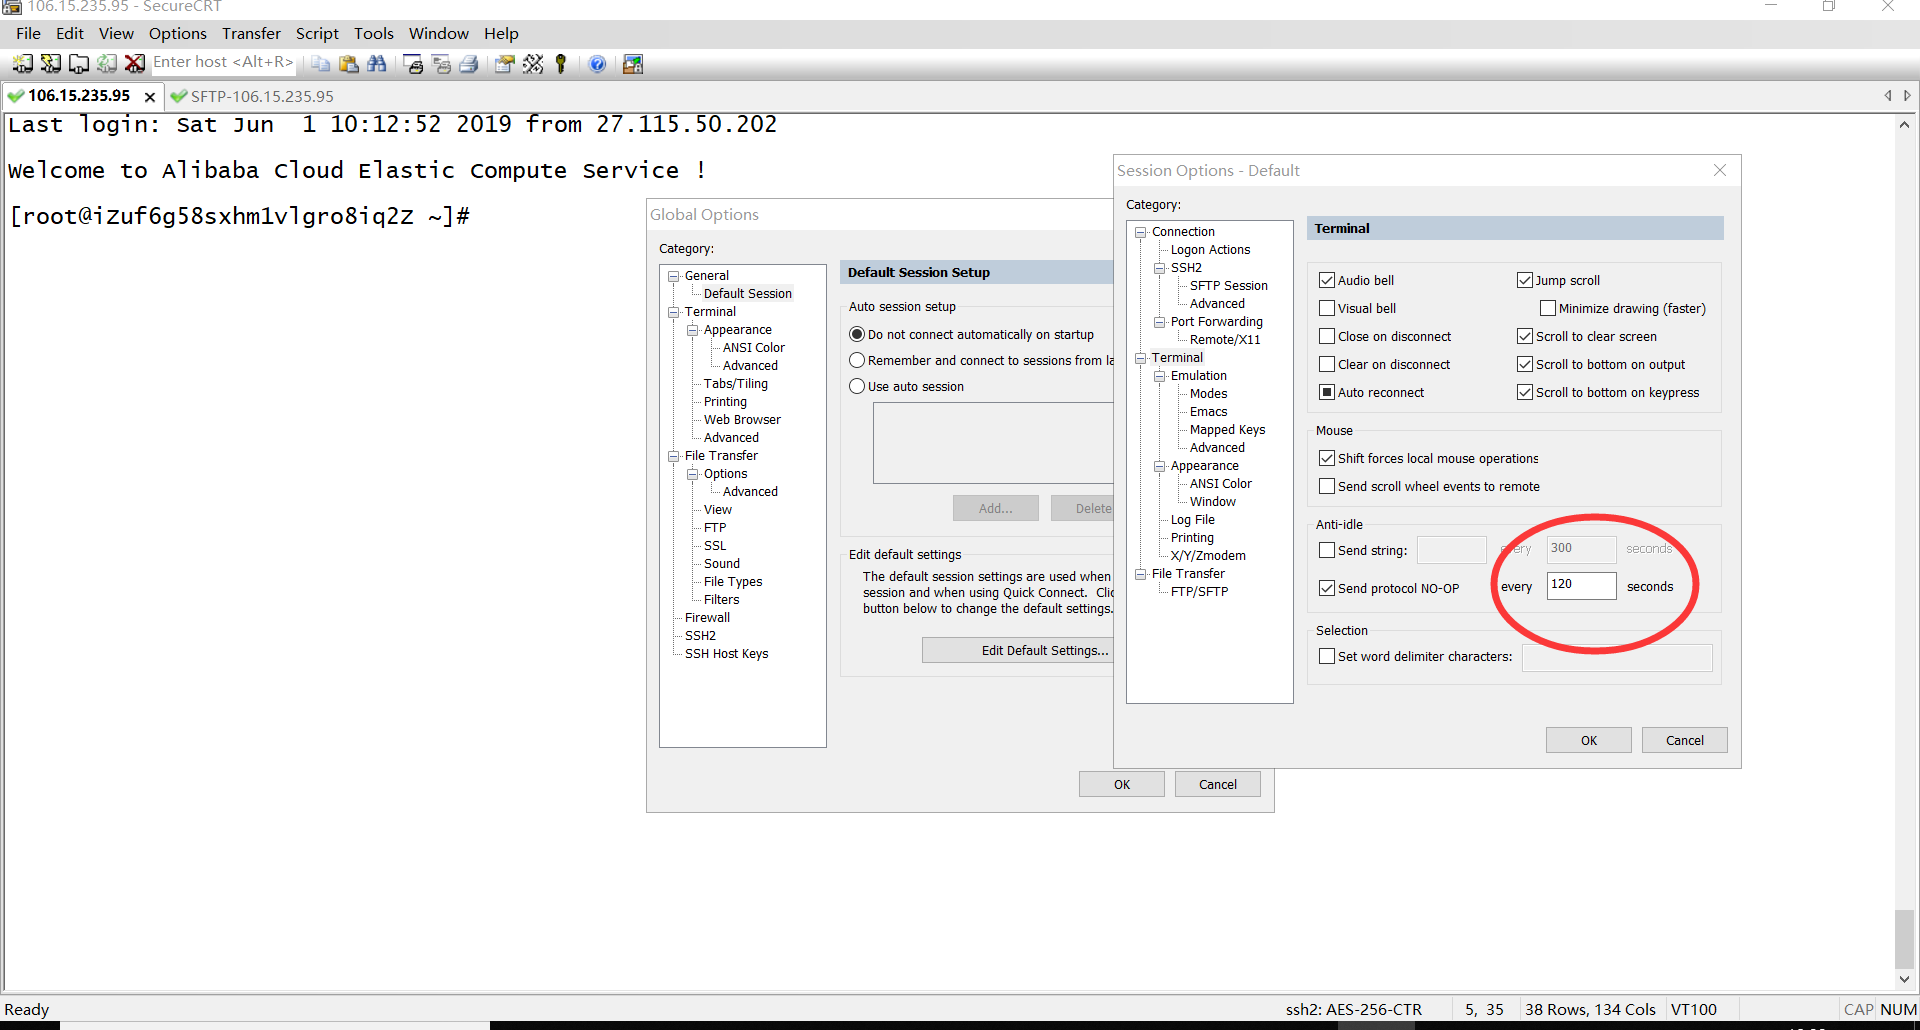 106.15.235.95 - SecureCRT
File Edit View Options Transfer Script Tools Window Help
Enter host <Alt+R>
106.15.235.95
SFTP-106.15.235.95
Last login: Sat Jun  1 10:12:52 2019 from 27.115.50.202
Welcome to Alibaba Cloud Elastic Compute Service !
[root@izuf6g58sxhm1vlgro8iq2z ~]#
Global Options
Category:
General
Default Session
Terminal
Appearance
ANSI Color
Advanced
Tabs/Tiling
Printing
Web Browser
Advanced
File Transfer
Options
Advanced
View
FTP
SSL
Sound
File Types
Filters
Firewall
SSH2
SSH Host Keys
Default Session Setup
Auto session setup
Do not connect automatically on startup
Remember and connect to sessions from la
Use auto session
Add...
Delete
Edit default settings
The default session settings are used when
session and when using Quick Connect. Clic
button below to change the default settings.
Edit Default Settings...
OK
Cancel
Session Options - Default
Category:
Connection
Logon Actions
SSH2
SFTP Session
Advanced
Port Forwarding
Remote/X11
Terminal
Emulation
Modes
Emacs
Mapped Keys
Advanced
Appearance
ANSI Color
Window
Log File
Printing
X/Y/Zmodem
File Transfer
FTP/SFTP
Terminal
Audio bell
Jump scroll
Visual bell
Minimize drawing (faster)
Close on disconnect
Scroll to clear screen
Clear on disconnect
Scroll to bottom on output
Auto reconnect
Scroll to bottom on keypress
Mouse
Shift forces local mouse operations
Send scroll wheel events to remote
Anti-idle
Send string: every 300 seconds
Send protocol NO-OP every 120 seconds
Selection
Set word delimiter characters:
OK
Cancel
Ready
ssh2: AES-256-CTR
5, 35
38 Rows, 134 Cols
VT100
CAP NUM